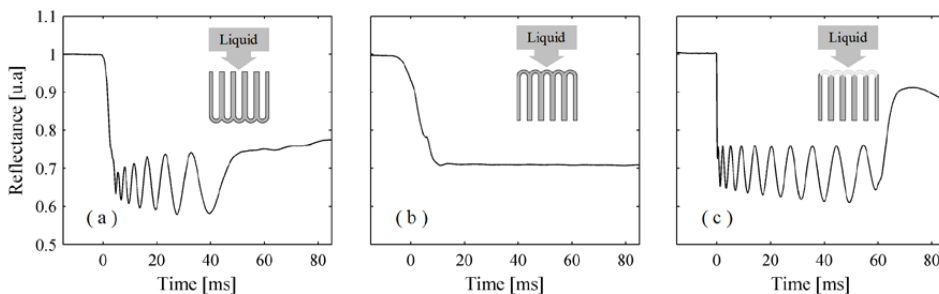 Reflectance [u.a]
1.1
1
0.9
0.8
0.7
0.6
0.5
Liquid
( a )
0 20 40 60 80
Time [ms]
Liquid
( b )
0 20 40 60 80
Time [ms]
Liquid
( c )
0 20 40 60 80
Time [ms]